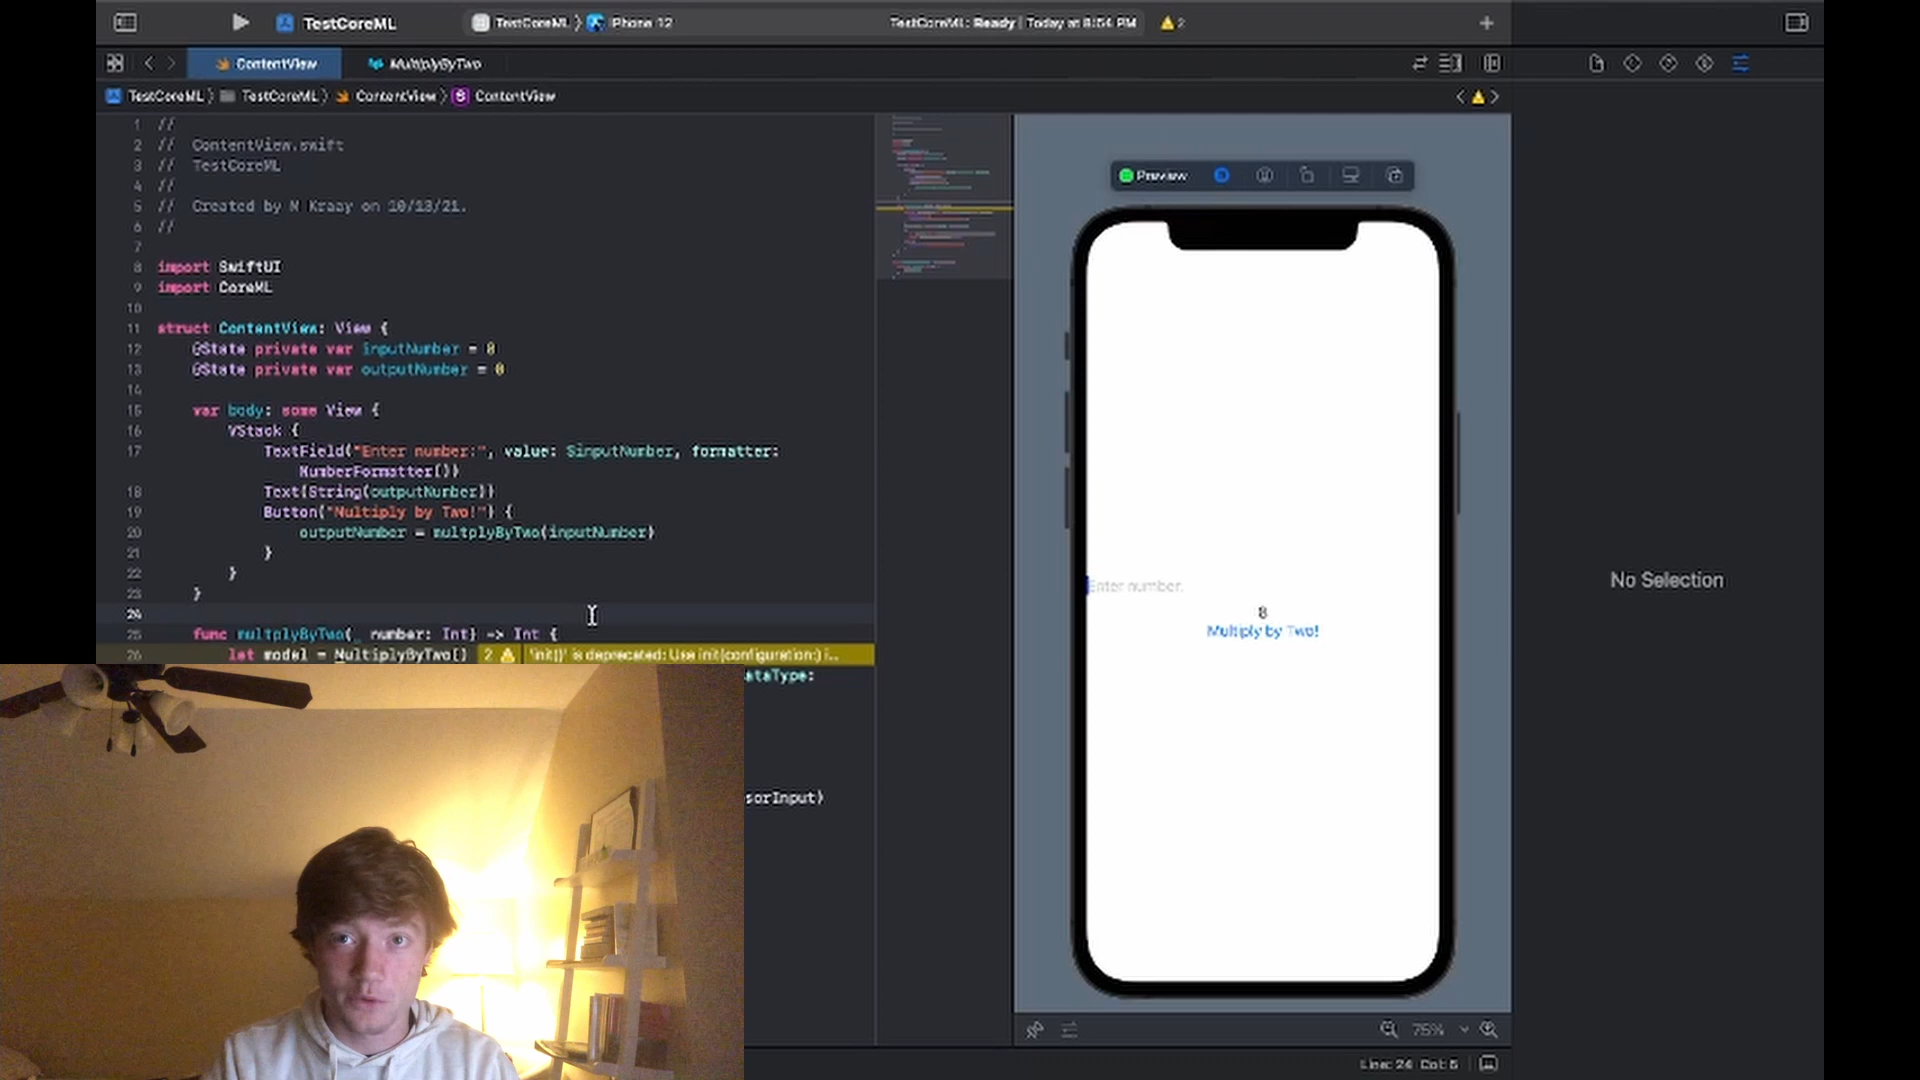 TestCoreML
TestCoreML
iPhone 12
TestCoreML: Ready | Today at 8:54 PM
2
ContentView
MultiplyByTwo
TestCoreML
TestCoreML
ContentView
S ContentView
1 //
2 // ContentView.swift
3 // TestCoreML
4 //
5 // Created by M Kraay on 10/13/21.
6 //
7
8 import SwiftUI
9 import CoreML
10
11 struct ContentView: View {
12 @State private var inputNumber = 0
13 @State private var outputNumber = 0
14
15 var body: some View {
16 VStack {
17 TextField("Enter number:", value: $inputNumber, formatter:
NumberFormatter())
18 Text(String(outputNumber))
19 Button("Multiply by Two!") {
20 outputNumber = multplyByTwo(inputNumber)
21 }
22 }
23 }
24
25 func multplyByTwo(_ number: Int) -> Int {
26 let model = MultiplyByTwo() 2 'init()' is deprecated: Use init(configuration:) i...
ataType:
sorInput)
Preview
Enter number:
Multiply by Two!
75%
Line: 24 Col: 5
No Selection